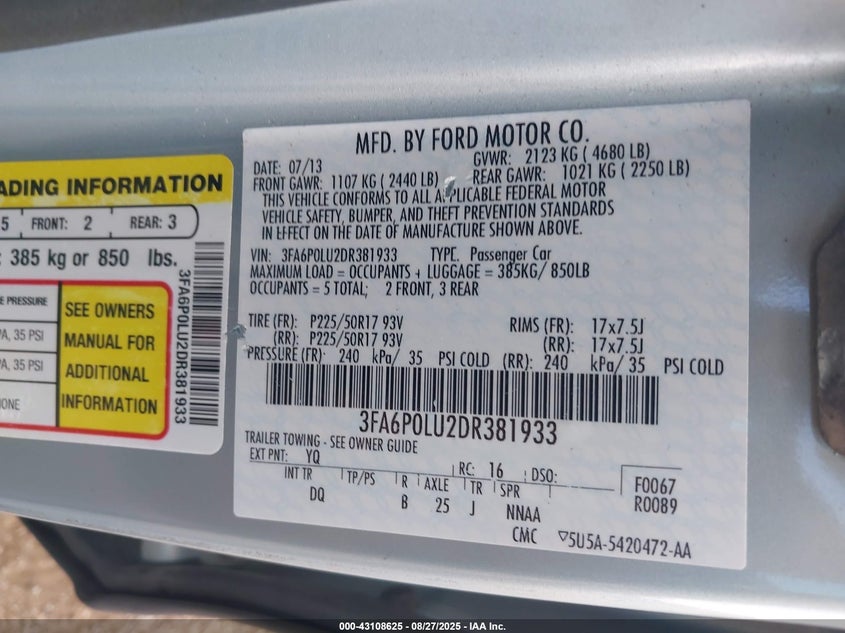 ADING INFORMATION
5 FRONT: 2 REAR: 3
: 385 kg or 850 lbs.
E PRESSURE
A, 35 PSI
A, 35 PSI
ONE
SEE OWNERS
MANUAL FOR
ADDITIONAL
INFORMATION
3FA6P0LU2DR381933
MFD. BY FORD MOTOR CO.
DATE: 07/13 GVWR: 2123 KG ( 4680 LB)
FRONT GAWR: 1107 KG ( 2440 LB) REAR GAWR: 1021 KG ( 2250 LB)
THIS VEHICLE CONFORMS TO ALL APPLICABLE FEDERAL MOTOR
VEHICLE SAFETY, BUMPER, AND THEFT PREVENTION STANDARDS
IN EFFECT ON THE DATE OF MANUFACTURE SHOWN ABOVE.
VIN: 3FA6P0LU2DR381933 TYPE: Passenger Car
MAXIMUM LOAD = OCCUPANTS + LUGGAGE = 385KG/ 850LB
OCCUPANTS = 5 TOTAL; 2 FRONT, 3 REAR
TIRE (FR): P225/50R17 93V RIMS (FR): 17x7.5J
(RR): P225/50R17 93V (RR): 17x7.5J
PRESSURE (FR): 240 kPa/ 35 PSI COLD (RR): 240 kPa/ 35 PSI COLD
3FA6P0LU2DR381933
TRAILER TOWING - SEE OWNER GUIDE
EXT PNT: YQ RC: 16 DSO: F0067
INT TR TP/PS R AXLE TR SPR R0089
DQ B 25 J NNAA
CMC ▽5U5A-5420472-AA
000-43108625 - 08/27/2025 - IAA Inc.